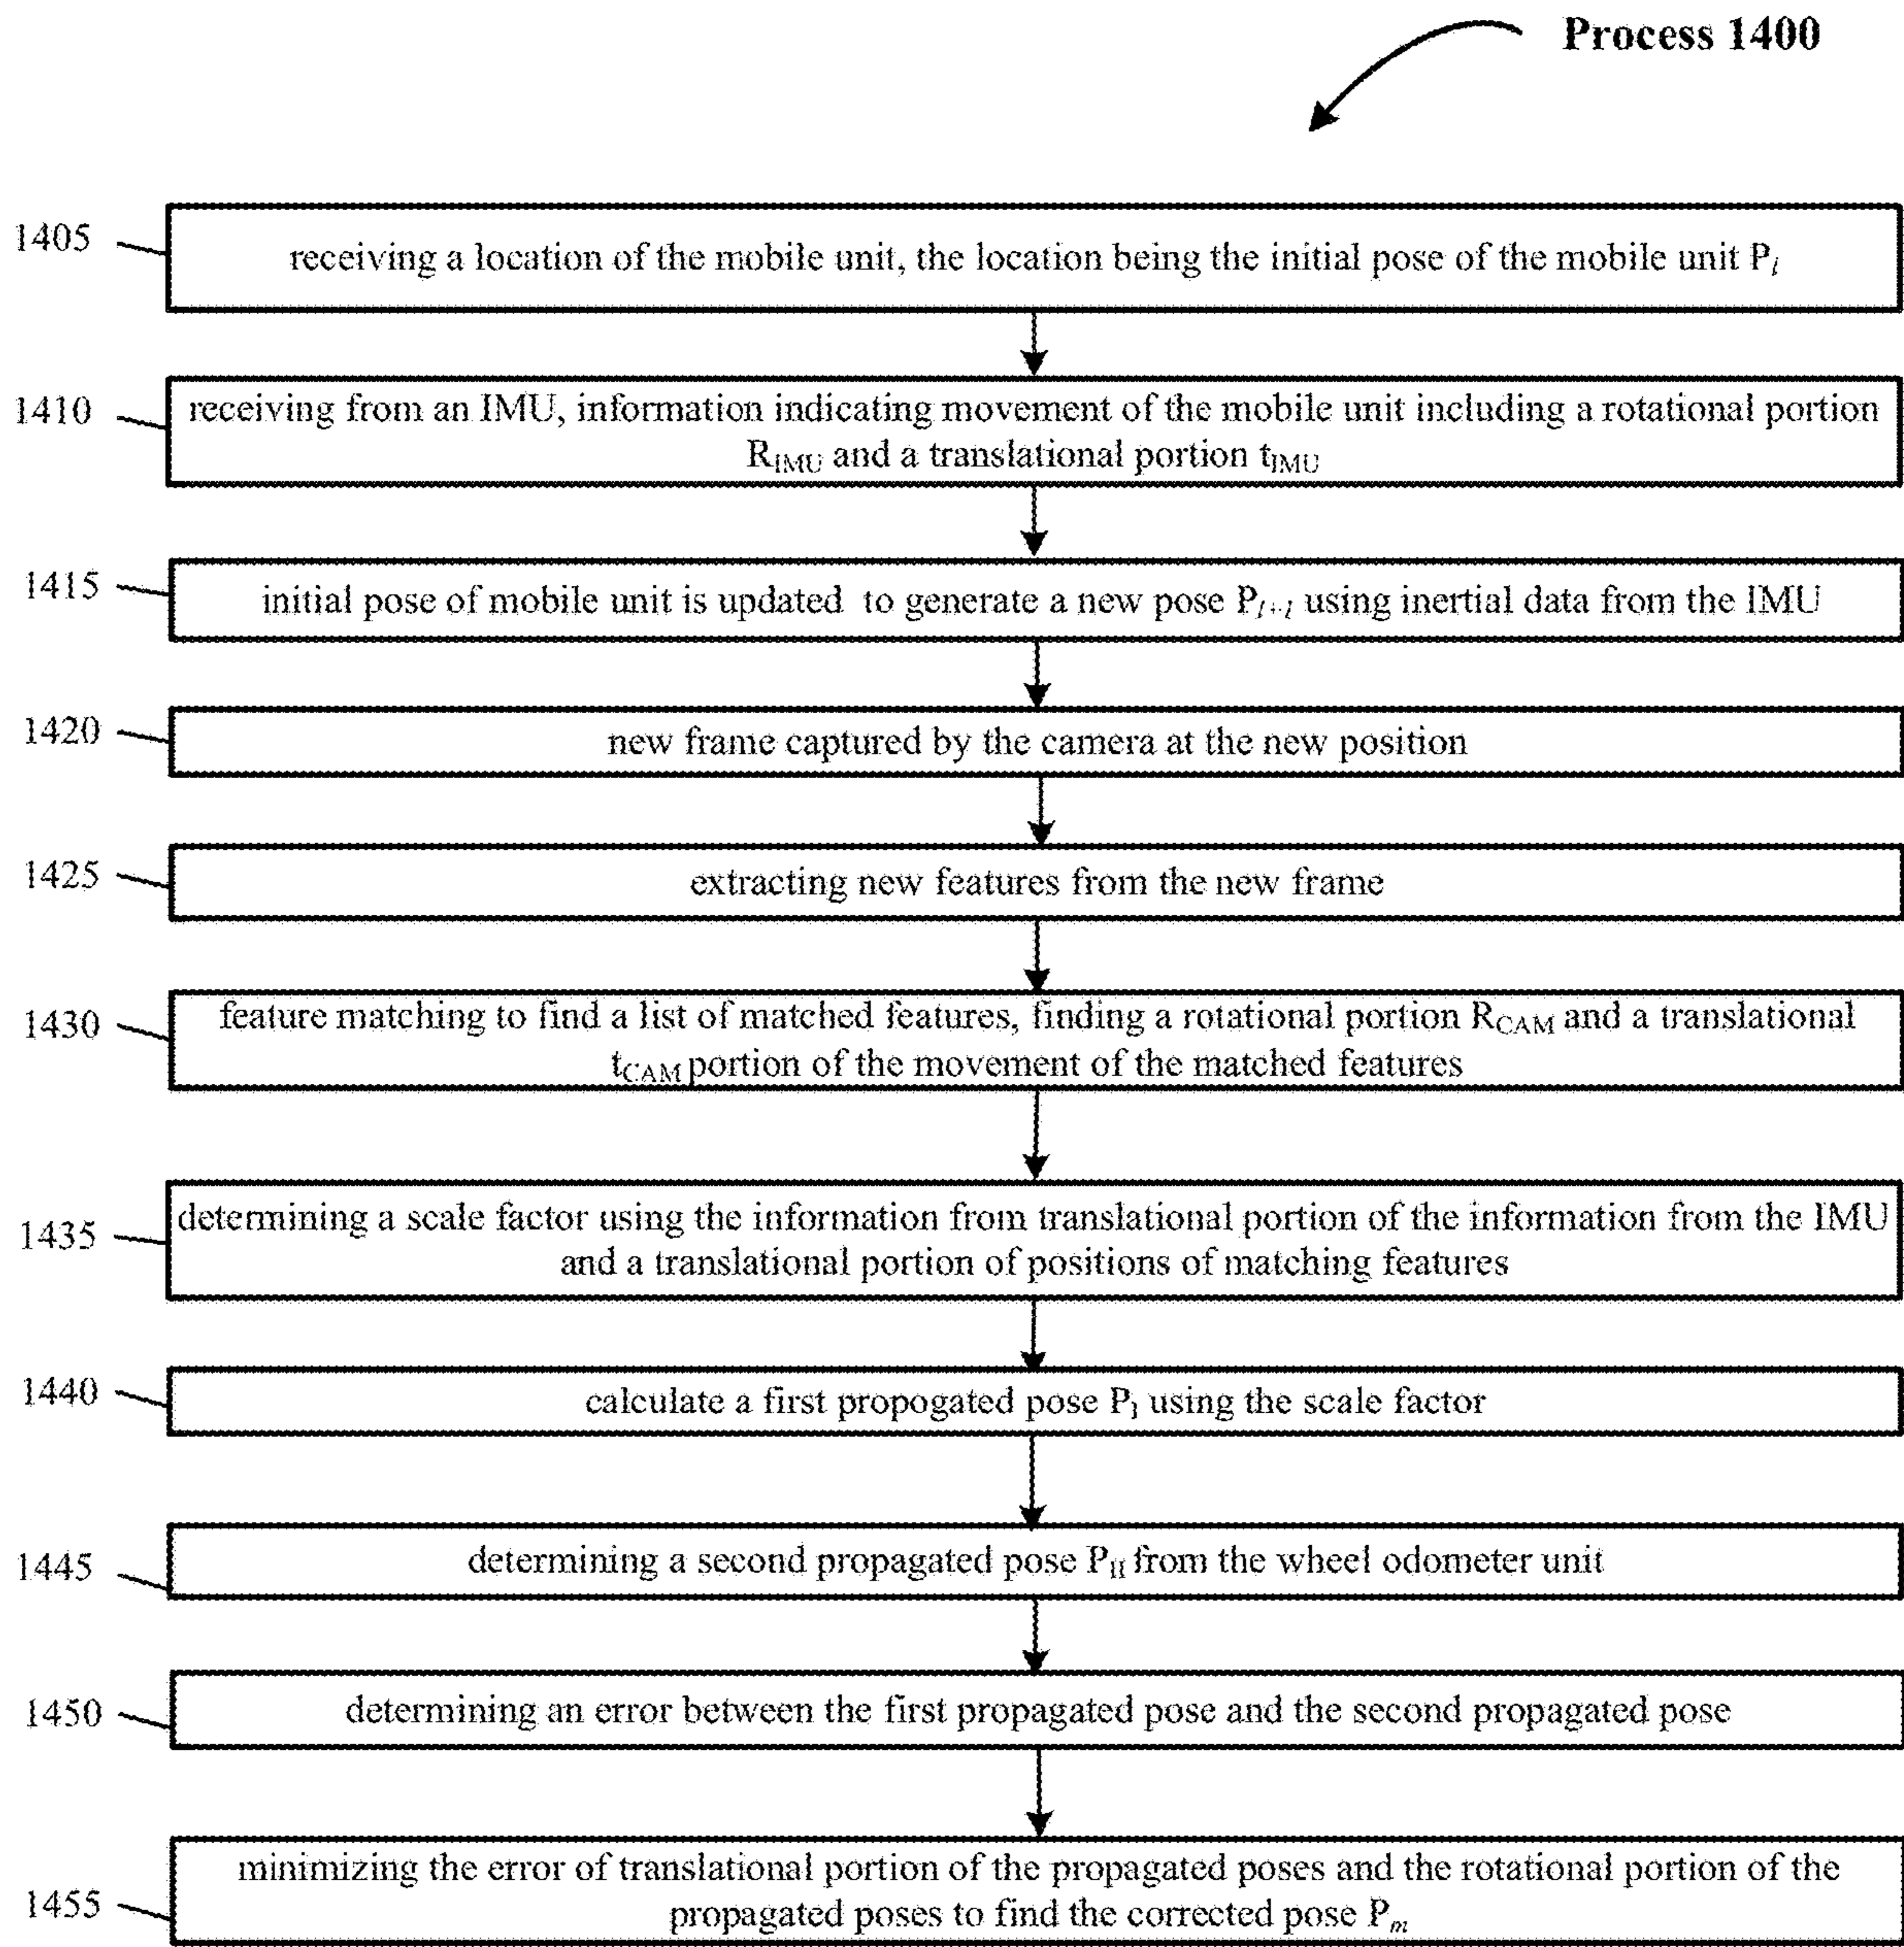 Process 1400
1405
receiving a location of the mobile unit, the location being the initial pose of the mobile unit Pᵢ
1410
receiving from an IMU, information indicating movement of the mobile unit including a rotational portion
R_IMU and a translational portion t_IMU
1415
initial pose of mobile unit is updated to generate a new pose Pᵢ₊₁ using inertial data from the IMU
1420
new frame captured by the camera at the new position
1425
extracting new features from the new frame
1430
feature matching to find a list of matched features, finding a rotational portion R_CAM and a translational
t_CAM portion of the movement of the matched features
1435
determining a scale factor using the information from translational portion of the information from the IMU
and a translational portion of positions of matching features
1440
calculate a first propogated pose P_I using the scale factor
1445
determining a second propagated pose P_II from the wheel odometer unit
1450
determining an error between the first propagated pose and the second propagated pose
1455
minimizing the error of translational portion of the propagated poses and the rotational portion of the
propagated poses to find the corrected pose Pₘ